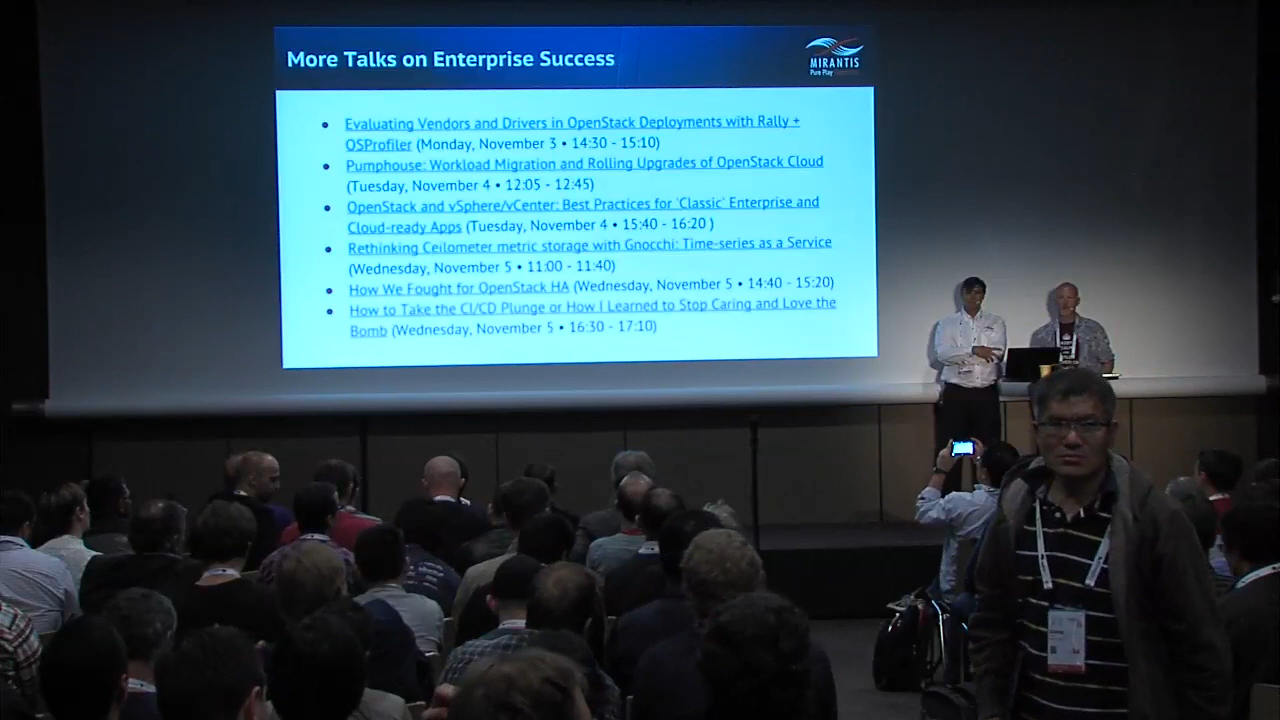 More Talks on Enterprise Success
MIRANTIS
Pure Play
• Evaluating Vendors and Drivers in OpenStack Deployments with Rally +
OSProfiler (Monday, November 3 • 14:30 - 15:10)
• Pumphouse: Workload Migration and Rolling Upgrades of OpenStack Cloud
(Tuesday, November 4 • 12:05 - 12:45)
• OpenStack and vSphere/vCenter: Best Practices for 'Classic' Enterprise and
Cloud-ready Apps (Tuesday, November 4 • 15:40 - 16:20 )
• Rethinking Ceilometer metric storage with Gnocchi: Time-series as a Service
(Wednesday, November 5 • 11:00 - 11:40)
• How We Fought for OpenStack HA (Wednesday, November 5 • 14:40 - 15:20)
• How to Take the CI/CD Plunge or How I Learned to Stop Caring and Love the
Bomb (Wednesday, November 5 • 16:30 - 17:10)